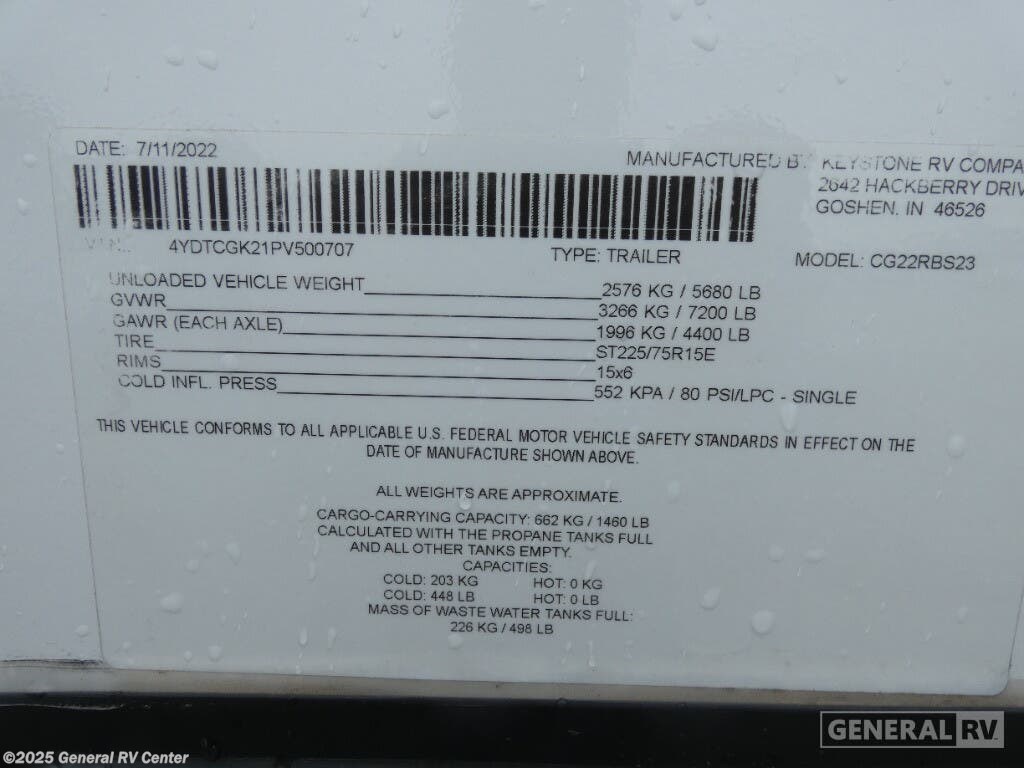 DATE: 7/11/2022
MANUFACTURED BY KEYSTONE RV COMPA
2642 HACKBERRY DRIV
GOSHEN, IN 46526
4YDTCGK21PV500707 TYPE: TRAILER MODEL: CG22RBS23
UNLOADED VEHICLE WEIGHT 2576 KG / 5680 LB
GVWR 3266 KG / 7200 LB
GAWR (EACH AXLE) 1996 KG / 4400 LB
TIRE ST225/75R15E
RIMS 15x6
COLD INFL. PRESS 552 KPA / 80 PSI/LPC - SINGLE
THIS VEHICLE CONFORMS TO ALL APPLICABLE U.S. FEDERAL MOTOR VEHICLE SAFETY STANDARDS IN EFFECT ON THE
DATE OF MANUFACTURE SHOWN ABOVE.
ALL WEIGHTS ARE APPROXIMATE.
CARGO-CARRYING CAPACITY: 662 KG / 1460 LB
CALCULATED WITH THE PROPANE TANKS FULL
AND ALL OTHER TANKS EMPTY.
CAPACITIES:
COLD: 203 KG HOT: 0 KG
COLD: 448 LB HOT: 0 LB
MASS OF WASTE WATER TANKS FULL:
226 KG / 498 LB
GENERAL RV
©2025 General RV Center